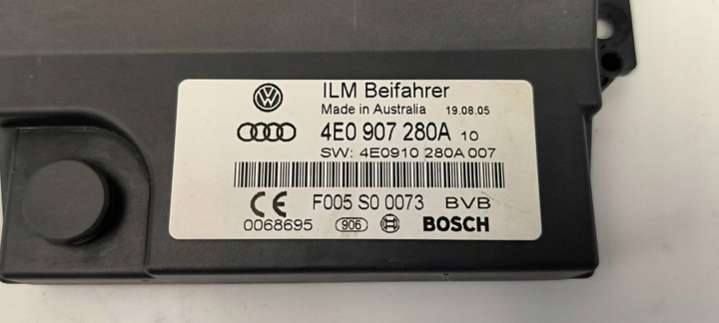 ILM Beifahrer
Made in Australia 19.08.05
4E0 907 280A 10
SW: 4E0910 280A 007
F005 S0 0073 BVB
CE
0068695 906 BOSCH